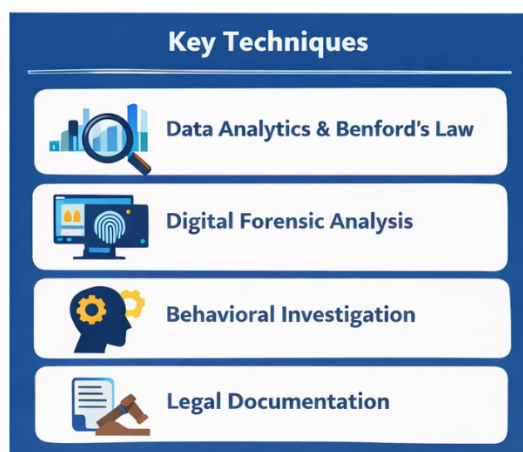 Key Techniques
Data Analytics & Benford's Law
Digital Forensic Analysis
Behavioral Investigation
Legal Documentation